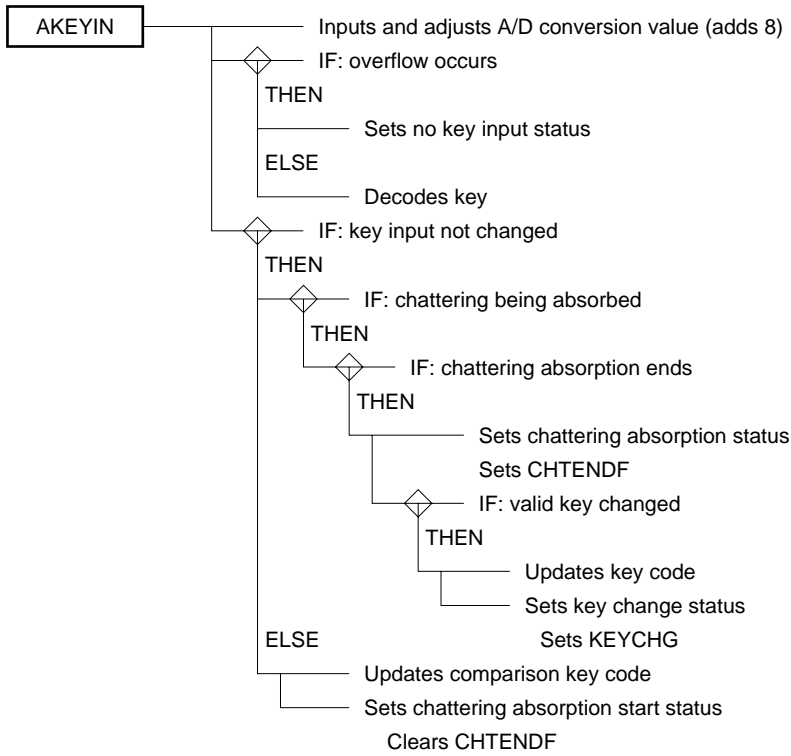 AKEYIN
Inputs and adjusts A/D conversion value (adds 8)
IF: overflow occurs
THEN
Sets no key input status
ELSE
Decodes key
IF: key input not changed
THEN
IF: chattering being absorbed
THEN
IF: chattering absorption ends
THEN
Sets chattering absorption status
Sets CHTENDF
IF: valid key changed
THEN
Updates key code
Sets key change status
Sets KEYCHG
ELSE
Updates comparison key code
Sets chattering absorption start status
Clears CHTENDF